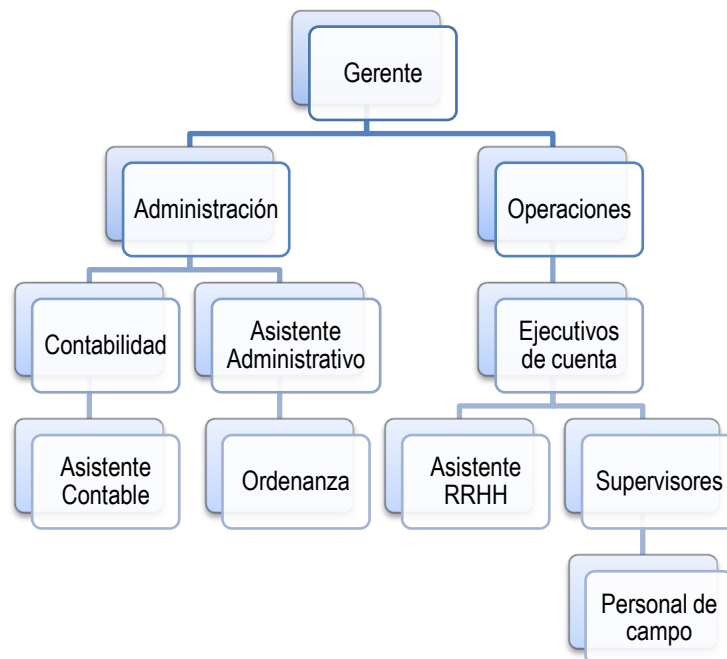 Gerente
Administración
Operaciones
Contabilidad
Asistente
Administrativo
Ejecutivos
de cuenta
Asistente
Contable
Ordenanza
Asistente
RRHH
Supervisores
Personal de
campo